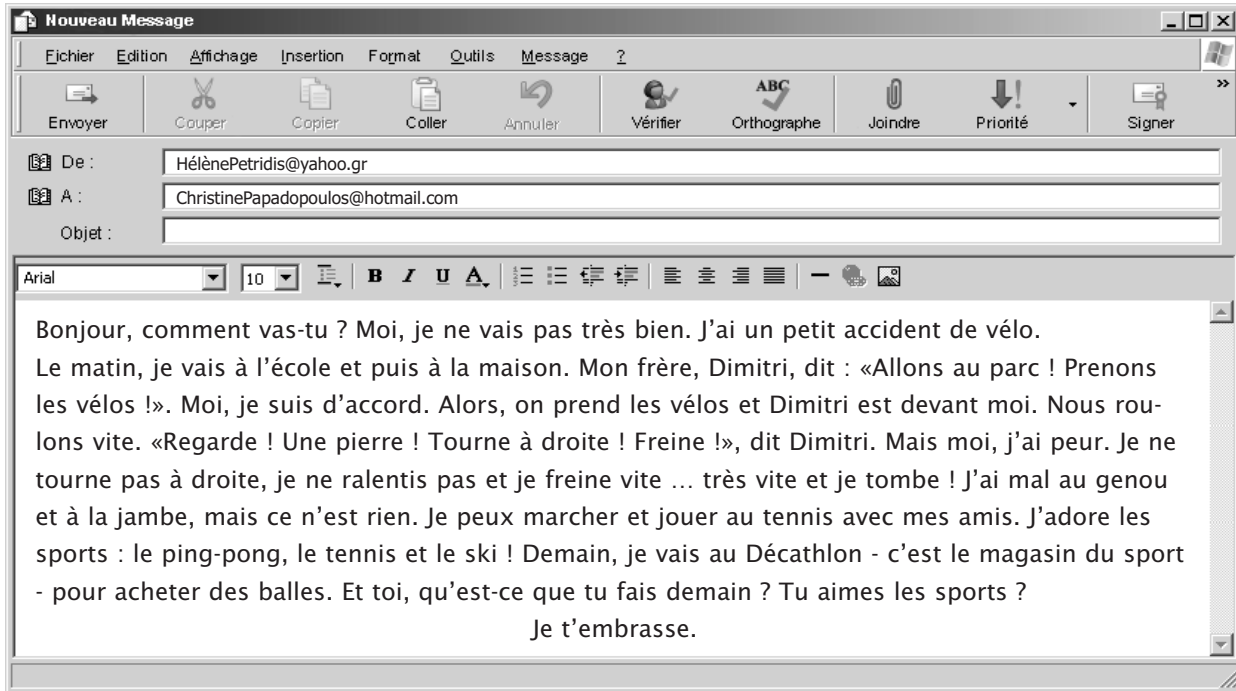 Nouveau Message
Fichier Edition Affichage Insertion Format Outils Message ?
Envoyer Couper Copier Coller Annuler Vérifier ABC Orthographe Joindre Priorité Signer »
De : HélènePetridis@yahoo.gr
A : ChristinePapadopoulos@hotmail.com
Objet :
Arial 10 B I U A
Bonjour, comment vas-tu ? Moi, je ne vais pas très bien. J’ai un petit accident de vélo.
Le matin, je vais à l’école et puis à la maison. Mon frère, Dimitri, dit : «Allons au parc ! Prenons
les vélos !». Moi, je suis d’accord. Alors, on prend les vélos et Dimitri est devant moi. Nous rou-
lons vite. «Regarde ! Une pierre ! Tourne à droite ! Freine !», dit Dimitri. Mais moi, j’ai peur. Je ne
tourne pas à droite, je ne ralentis pas et je freine vite … très vite et je tombe ! J’ai mal au genou
et à la jambe, mais ce n’est rien. Je peux marcher et jouer au tennis avec mes amis. J’adore les
sports : le ping-pong, le tennis et le ski ! Demain, je vais au Décathlon - c’est le magasin du sport
- pour acheter des balles. Et toi, qu’est-ce que tu fais demain ? Tu aimes les sports ?
Je t’embrasse.